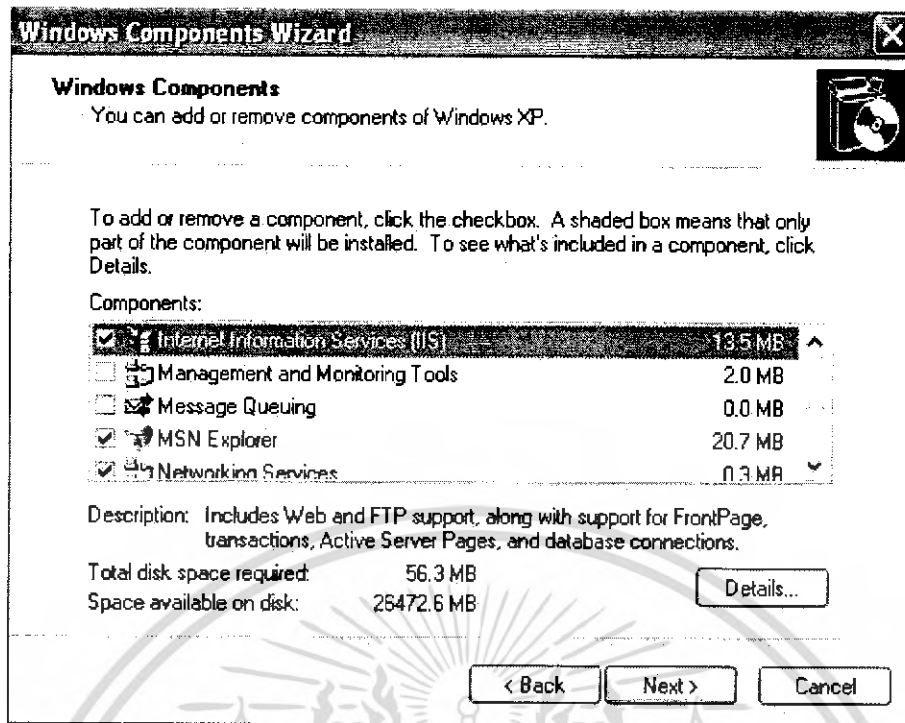 Windows Components Wizard
Windows Components
You can add or remove components of Windows XP.
To add or remove a component, click the checkbox. A shaded box means that only
part of the component will be installed. To see what's included in a component, click
Details.
Components:
Internet Information Services (IIS) 13.5 MB
Management and Monitoring Tools 2.0 MB
Message Queuing 0.0 MB
MSN Explorer 20.7 MB
Networking Services 0.3 MB
Description: Includes Web and FTP support, along with support for FrontPage,
transactions, Active Server Pages, and database connections.
Total disk space required: 56.3 MB
Space available on disk: 26472.6 MB
Details...
< Back Next > Cancel